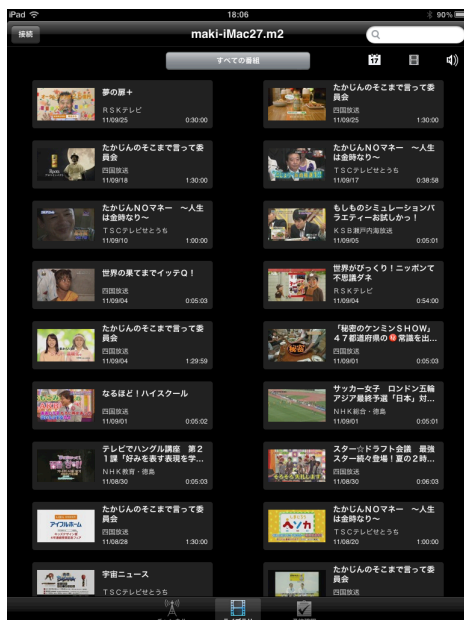 iPad 18:06 90%
接続 maki-iMac27.m2
すべての番組 17
夢の扉+
RSKテレビ
11/09/25 0:30:00
たかじんのそこまで言って委
員会
四国放送
11/09/25 1:30:00
たかじんのそこまで言って委
員会
四国放送
11/09/18 1:30:00
たかじんNOマネー ～人生
は金時なり～
TSCテレビせとうち
11/09/17 0:38:58
たかじんNOマネー ～人生
は金時なり～
TSCテレビせとうち
11/09/10 1:00:00
もしものシミュレーションバ
ラエティーお試しかっ!
KSB瀬戸内海放送
11/09/05 0:05:01
世界の果てまでイッテQ!
四国放送
11/09/04 0:05:03
世界がびっくり!ニッポンて
不思議ダネ
RSKテレビ
11/09/04 0:54:00
たかじんのそこまで言って委
員会
四国放送
11/09/04 1:29:59
「秘密のケンミンSHOW」
47都道府県の㊙常識を出...
四国放送
11/09/01 0:05:03
なるほど!ハイスクール
四国放送
11/09/01 0:05:02
サッカー女子 ロンドン五輪
アジア最終予選「日本」対...
NHK総合・徳島
11/09/01 0:05:01
テレビでハングル講座 第2
1課「好みを表す表現を学...
NHK教育・徳島
11/08/30 0:05:03
スター☆ドラフト会議 最強
スター続々登場!夏の2時...
四国放送
11/08/30 0:06:03
たかじんのそこまで言って委
員会
四国放送
11/08/28 1:30:00
アイフルホーム
たかじんNOマネー ～人生
は金時なり～
TSCテレビせとうち
11/08/20 1:00:00
宇宙ニュース
TSCテレビせとうち
たかじんのそこまで言って委
員会
四国放送